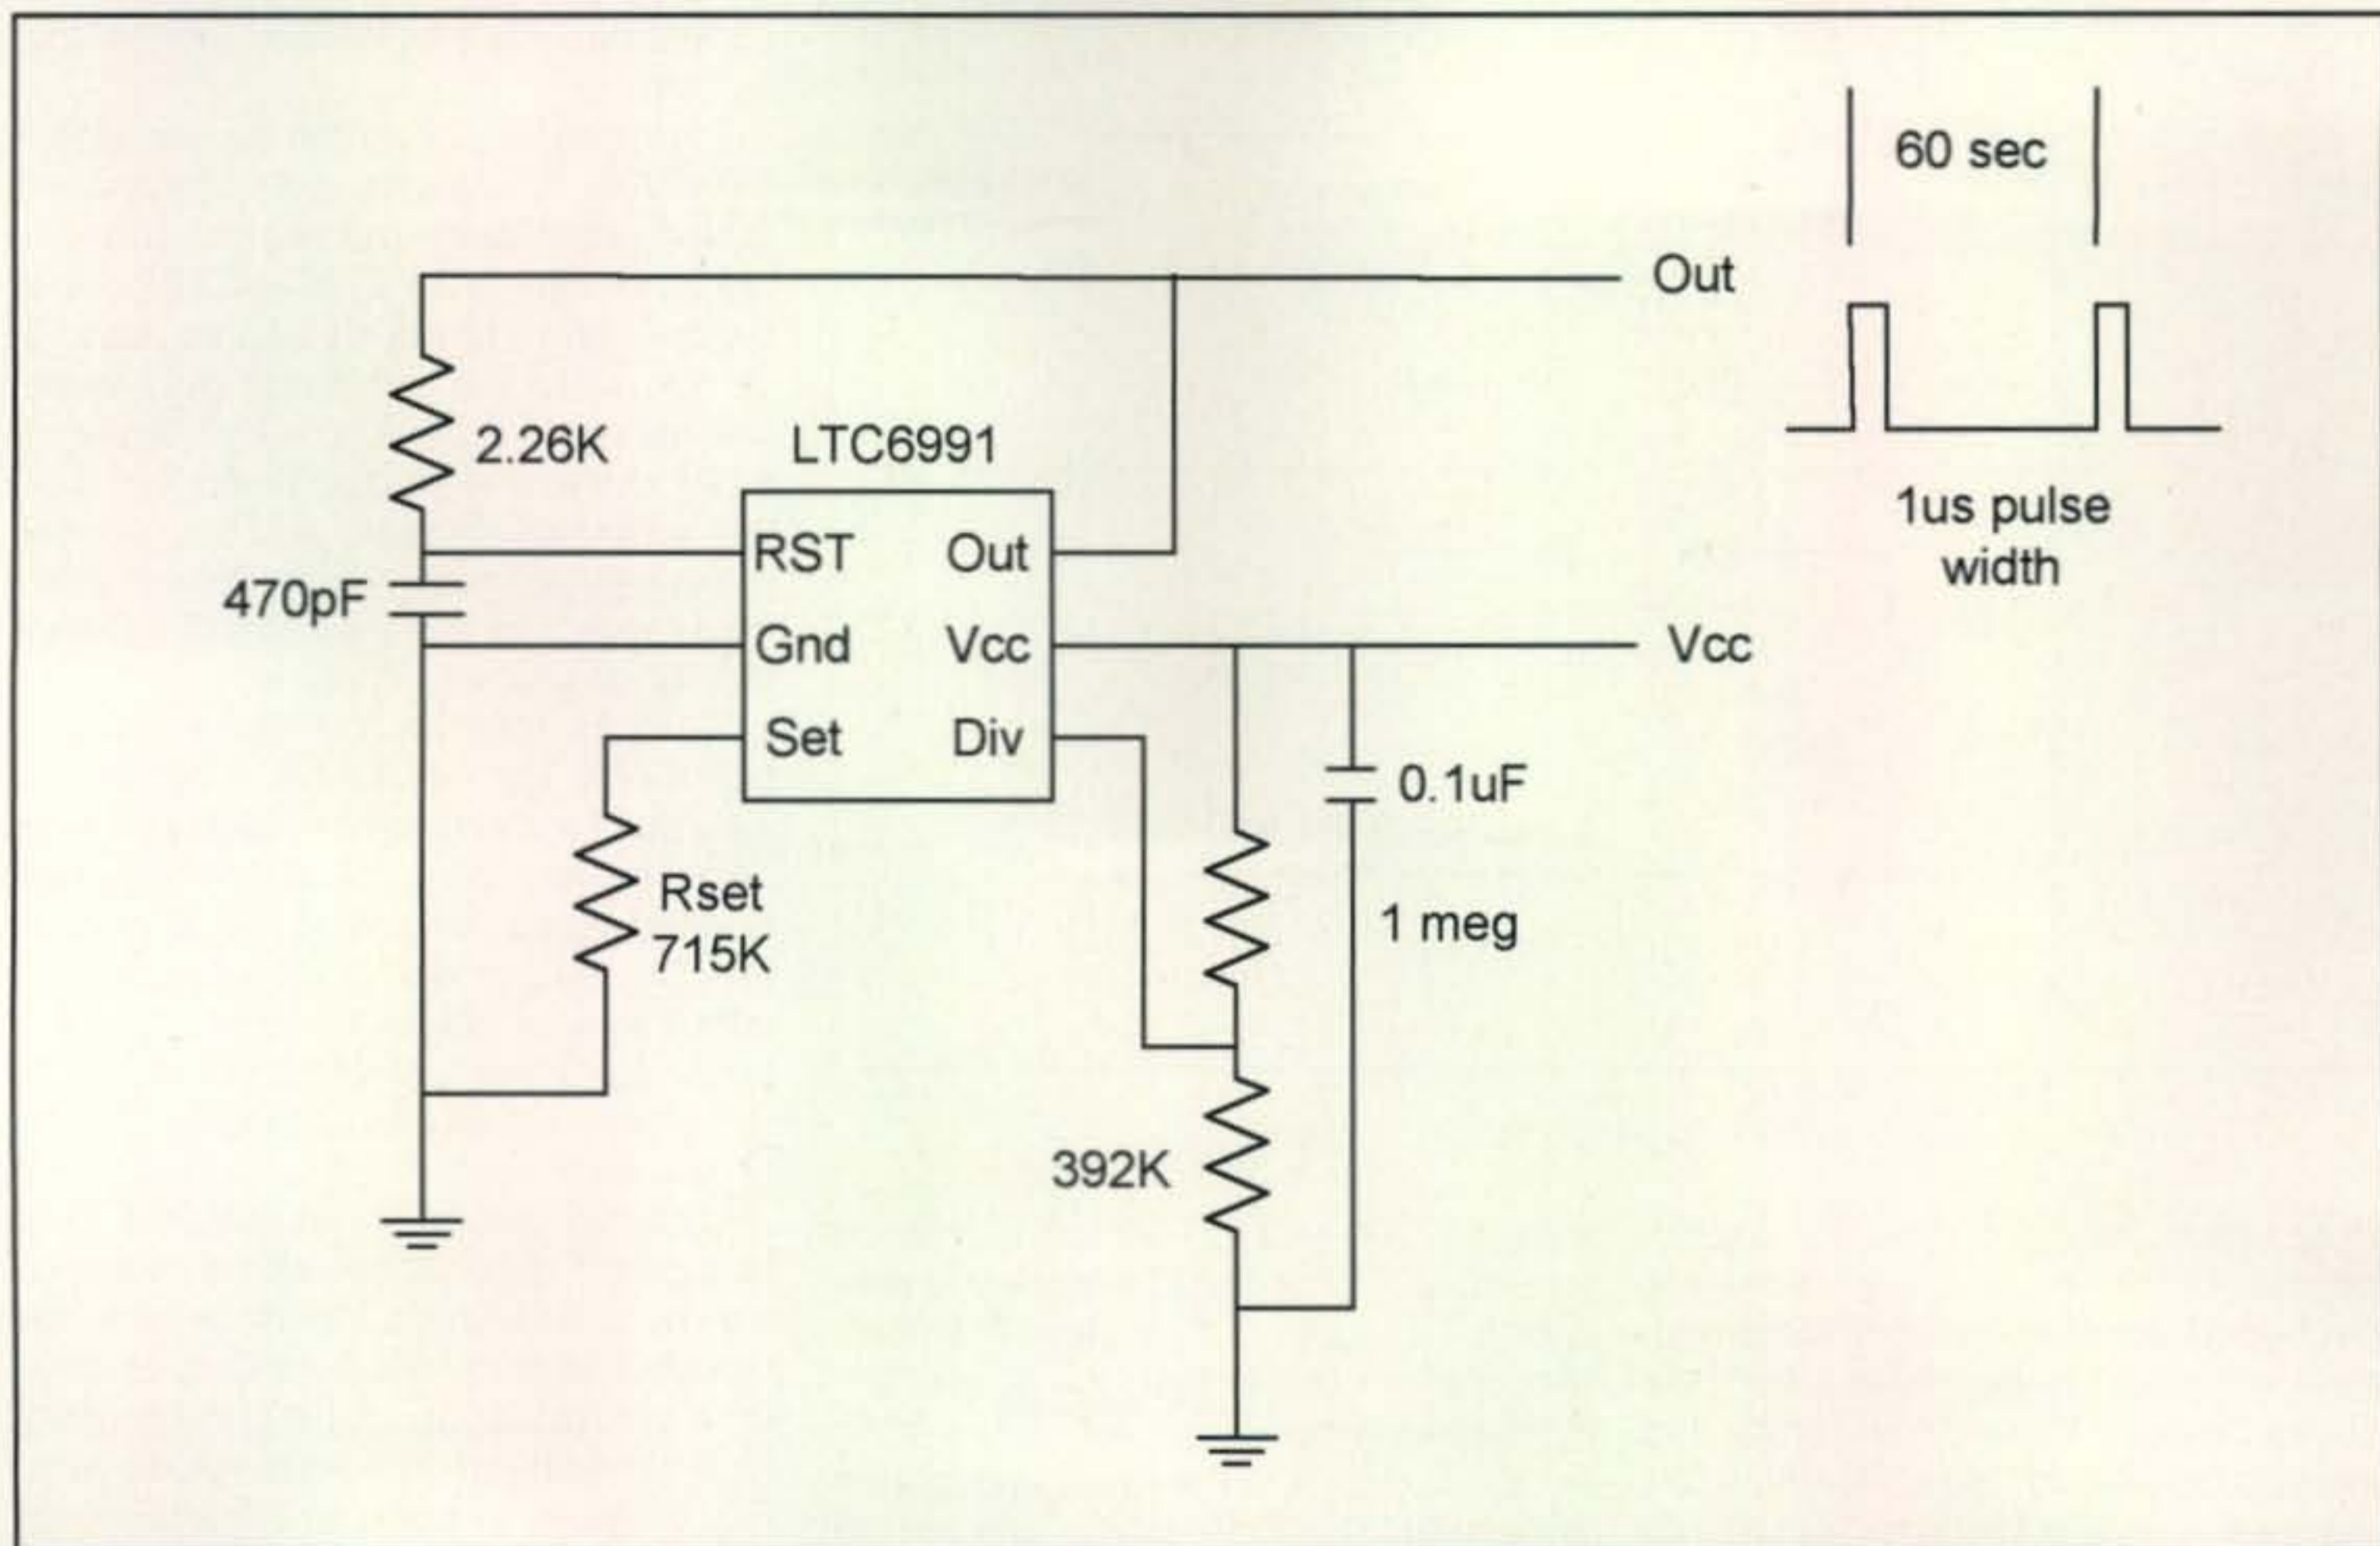 60 sec
Out
2.26K
LTC6991
1us pulse
width
RST
Out
470pF
Gnd
Vcc
Vcc
Set
Div
0.1uF
Rset
715K
1 meg
392K